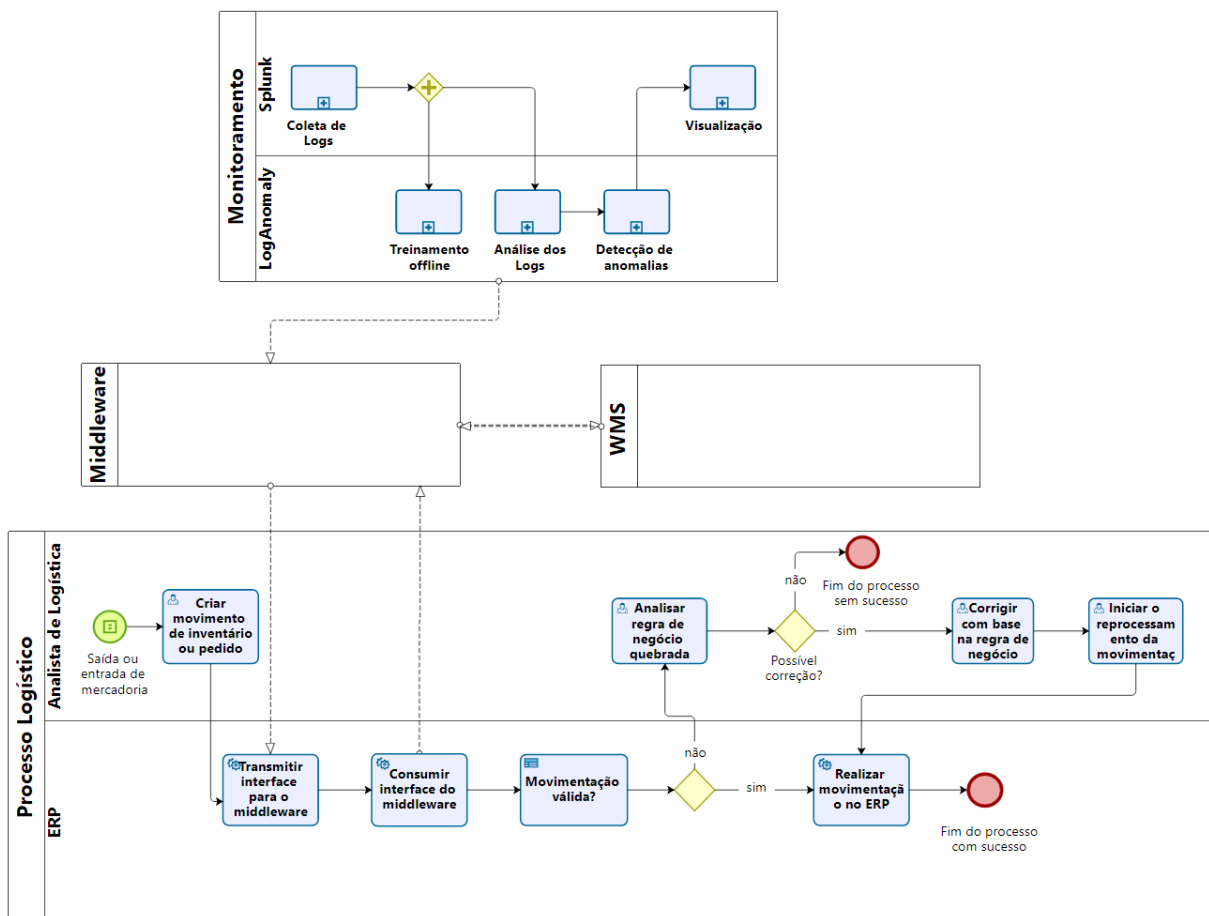 Monitoramento
Splunk
Coleta de
Logs
Visualização
LogAnomaly
Treinamento
offline
Análise dos
Logs
Detecção de
anomalias
Middleware
WMS
Processo Logístico
Analista de Logística
Saída ou
entrada de
mercadoria
Criar
movimento
de inventário
ou pedido
Analisar
regra de
negócio
quebrada
não
sim
Possível
correção?
Fim do processo
sem sucesso
Corrigir
com base
na regra de
negócio
Iniciar o
reprocessam
ento da
movimentaç
ERP
Transmitir
interface
para o
middleware
Consumir
interface do
middleware
Movimentação
válida?
não
sim
Realizar
movimentaçã
o no ERP
Fim do processo
com sucesso